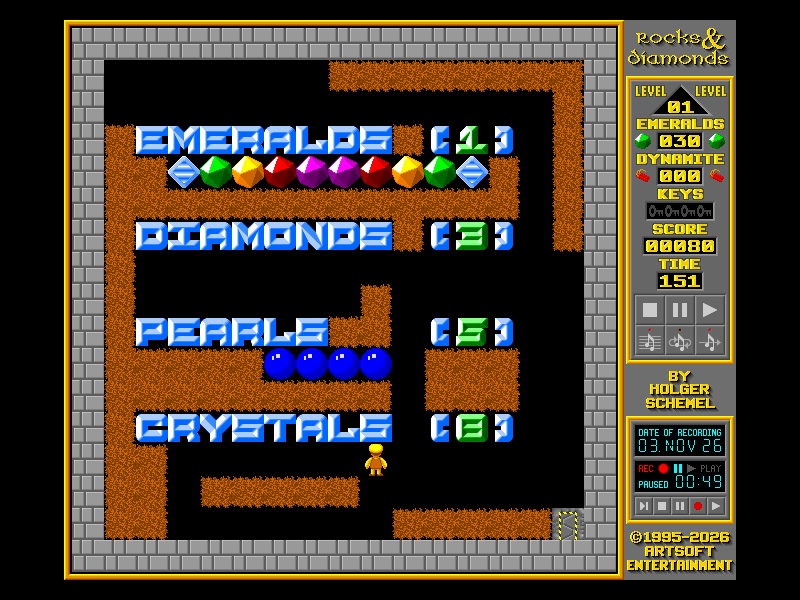 Rocks&
Diamonds
LEVEL LEVEL
01
EMERALDS
030
DYNAMITE
000
KEYS
SCORE
00080
TIME
151
EMERALDS (1)
DIAMONDS (3)
PEARLS (5)
CRYSTALS (8)
BY
HOLGER
SCHEMEL
DATE OF RECORDING
03.NOV 26
REC PLAY
PAUSED 00:49
©1995-2026
ARTSOFT
ENTERTAINMENT